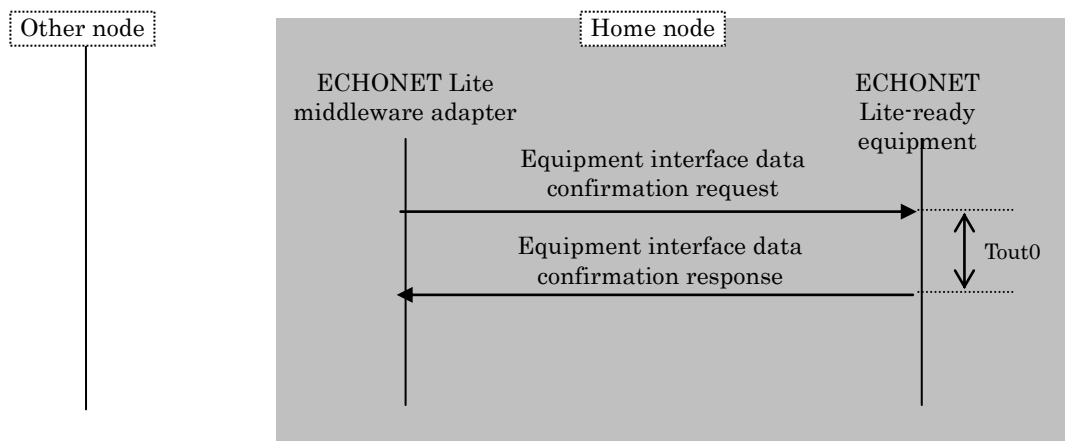 Other node
Home node
ECHONET Lite
middleware adapter
ECHONET
Lite-ready
equipment
Equipment interface data
confirmation request
Equipment interface data
confirmation response
Tout0